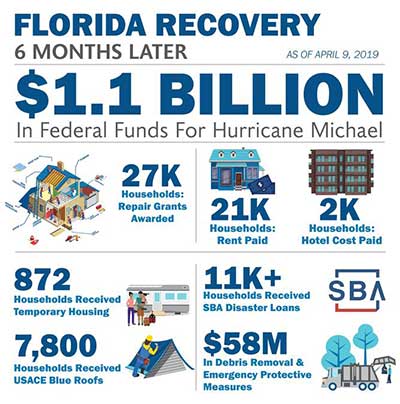 FLORIDA RECOVERY
6 MONTHS LATER
AS OF APRIL 9, 2019
$1.1 BILLION
In Federal Funds For Hurricane Michael
27K
Households:
Repair Grants
Awarded
21K
Households:
Rent Paid
2K
Households:
Hotel Cost Paid
872
Households Received
Temporary Housing
11K+
Households Received
SBA Disaster Loans
SBA
7,800
Households Received
USACE Blue Roofs
$58M
In Debris Removal &
Emergency Protective
Measures